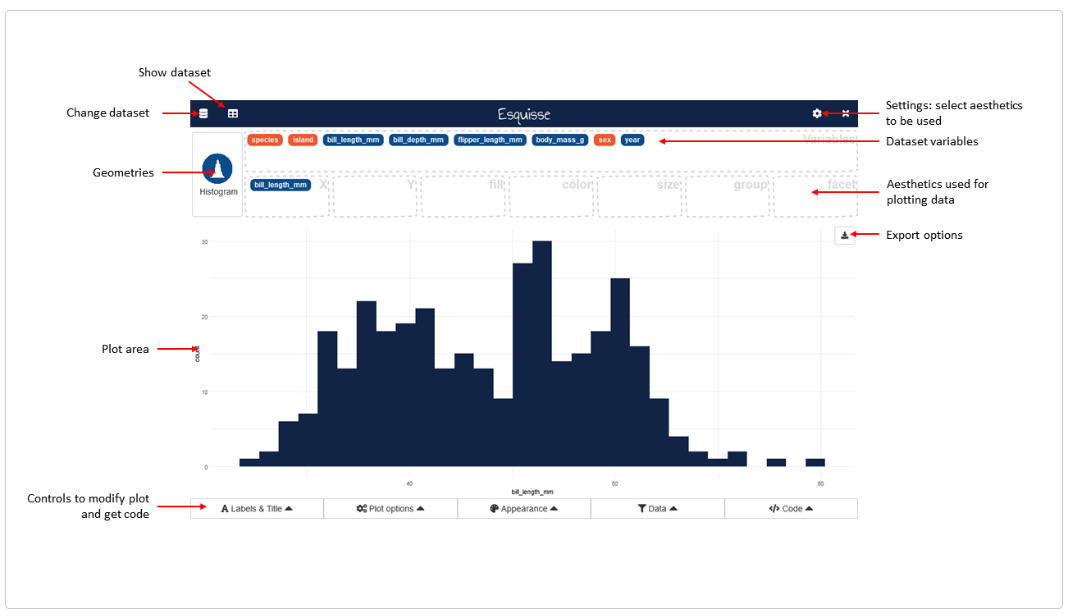 Show dataset
Change dataset
Esquisse
Settings: select aesthetics
to be used
species island bill_length_mm bill_depth_mm flipper_length_mm body_mass_g sex year Variables
Dataset variables
Geometries
Histogram
bill_length_mm X Y fill color size group facet
Aesthetics used for
plotting data
Export options
30
20
Plot area
count
10
0
40 50 60
bill_length_mm
Controls to modify plot
and get code
A Labels & Title Plot options Appearance Data </> Code